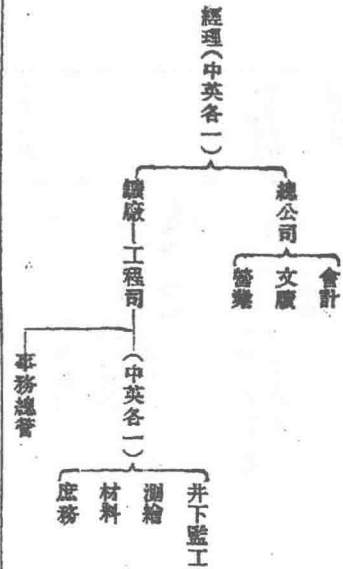 經理(中英各一)
總公司
會計
文牘
營業
鑛廠—工程司—(中英各一)
井下監工
測繪
材料
庶務
事務總管